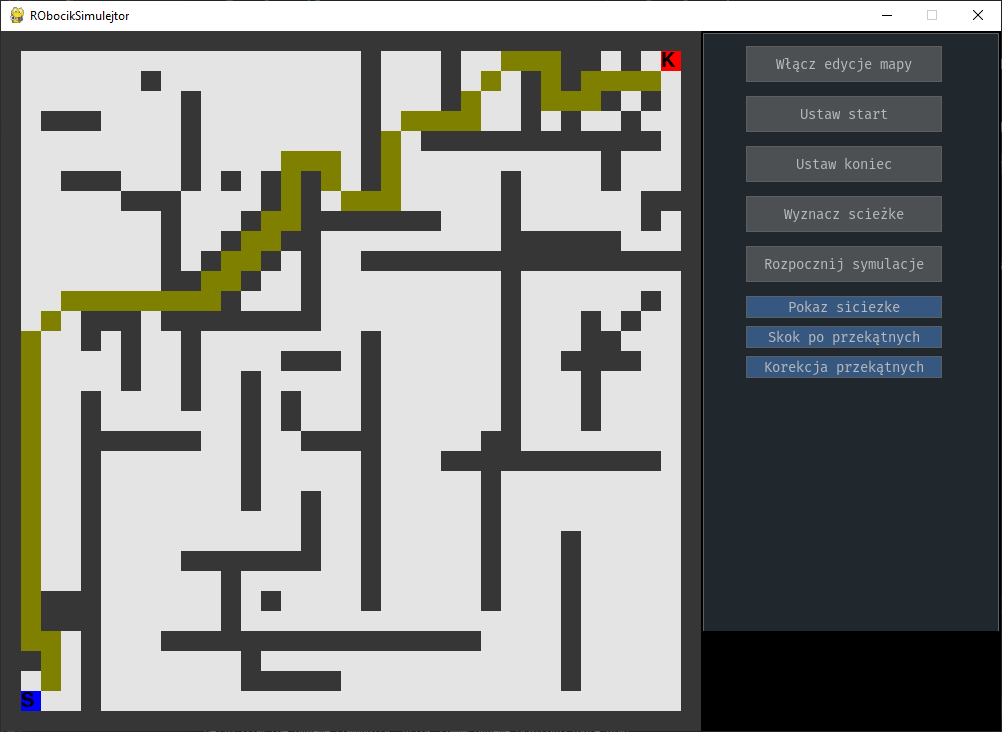 RObocikSimulejtor
K
Włącz edycje mapy
Ustaw start
Ustaw koniec
Wyznacz scieżke
Rozpocznij symulacje
Pokaz siciezke
Skok po przekątnych
Korekcja przekątnych
S